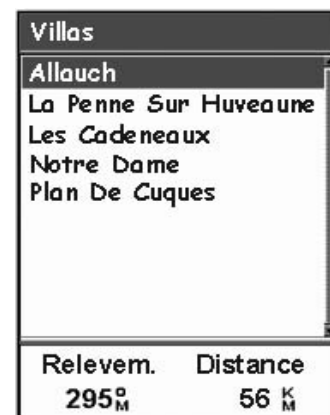 Villas
Allauch
La Penne Sur Huveaune
Les Cadeneaux
Notre Dame
Plan De Cuques
Relevem. Distance
295°M 56 KM